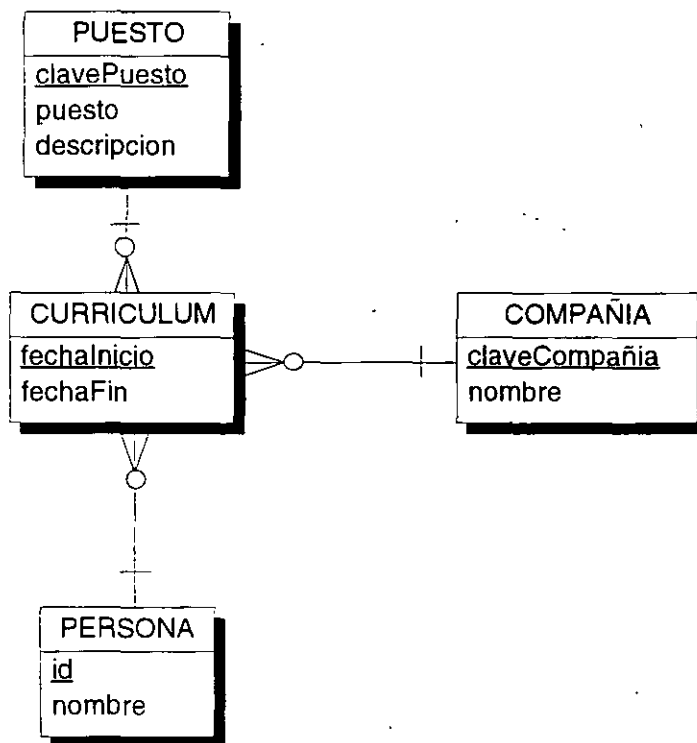 PUESTO
clavePuesto
puesto
descripcion
CURRICULUM
fechaInicio
fechaFin
COMPAÑIA
claveCompañia
nombre
PERSONA
id
nombre